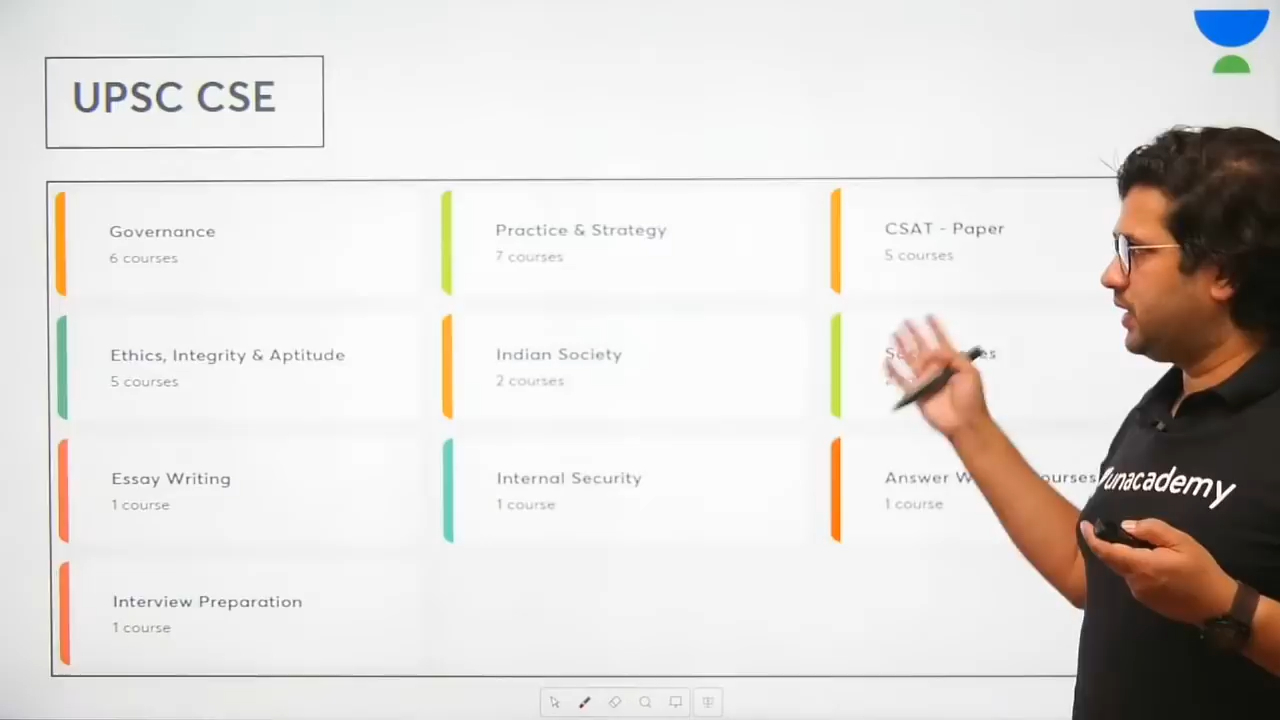 UPSC CSE
Governance
6 courses
Practice & Strategy
7 courses
CSAT - Paper
5 courses
Ethics, Integrity & Aptitude
5 courses
Indian Society
2 courses
Essay Writing
1 course
Internal Security
1 course
Answer
1 course
Interview Preparation
1 course
unacademy